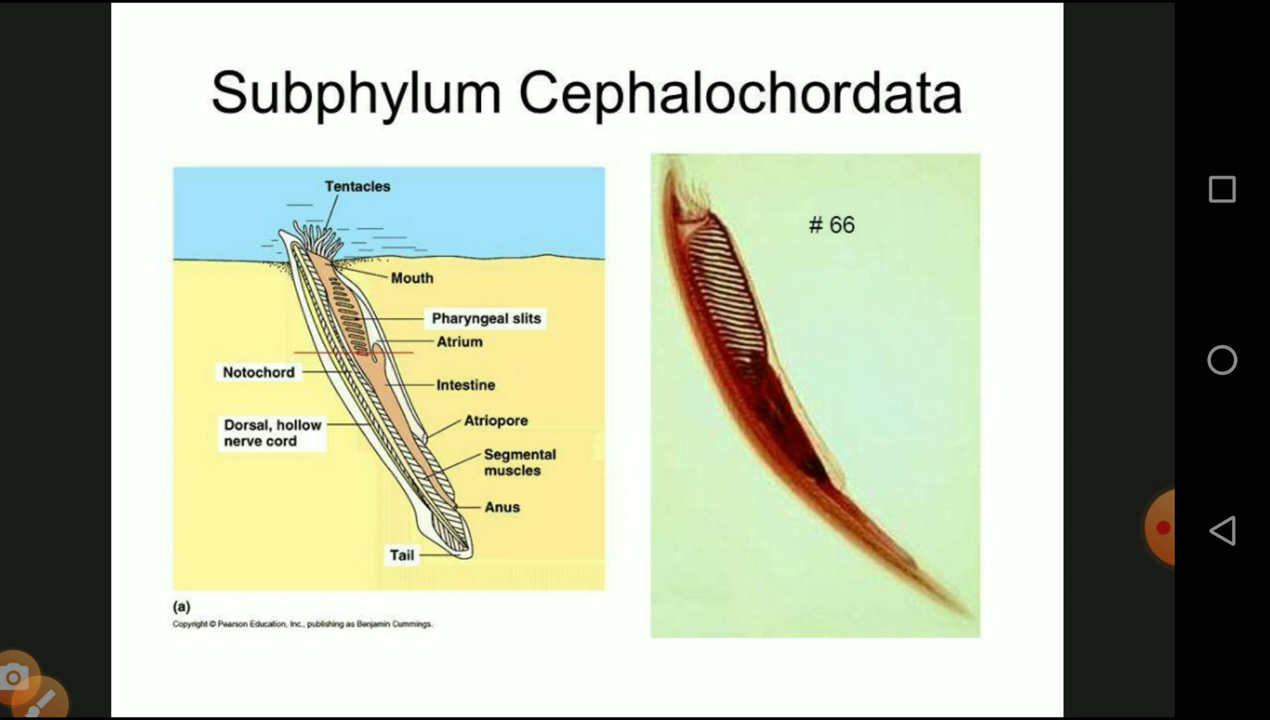 Subphylum Cephalochordata
Tentacles
Mouth
Pharyngeal slits
Atrium
Notochord
Intestine
Dorsal, hollow
nerve cord
Atriopore
Segmental
muscles
Anus
Tail
(a)
Copyright © Pearson Education, Inc., publishing as Benjamin Cummings.
# 66